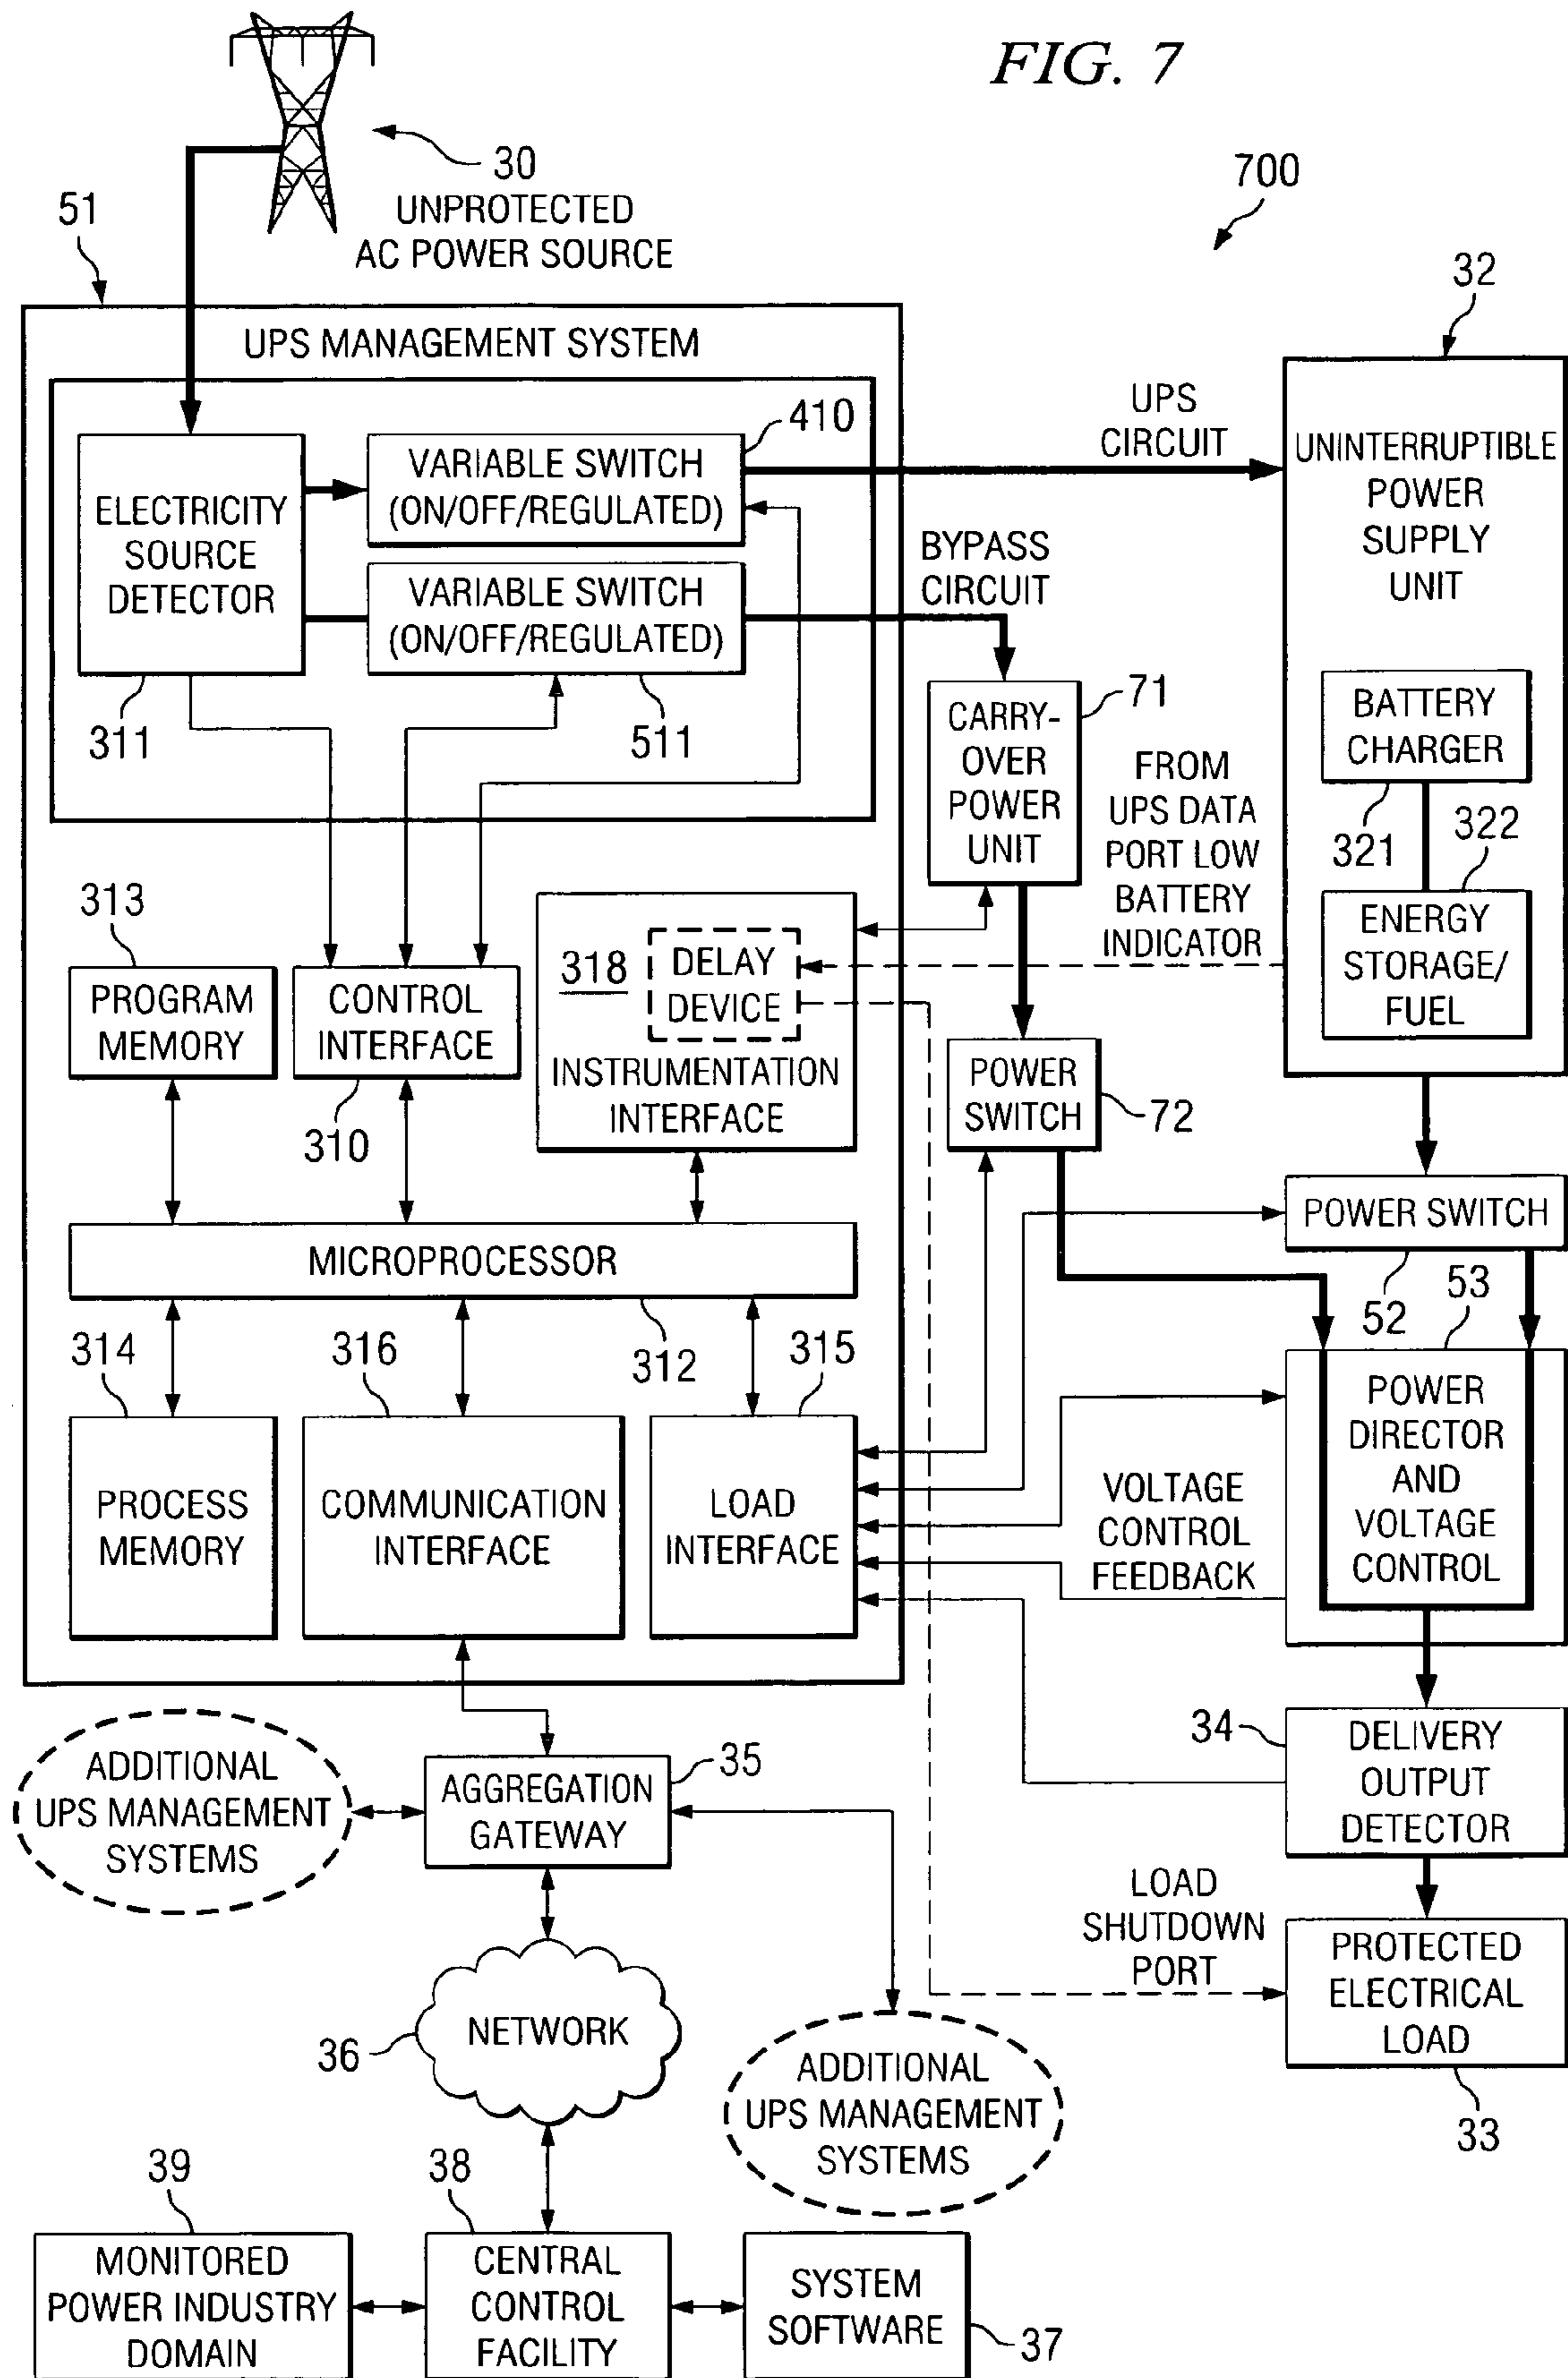 FIG. 7
30
UNPROTECTED
AC POWER SOURCE
700
51
32
UPS MANAGEMENT SYSTEM
410
VARIABLE SWITCH
(ON/OFF/REGULATED)
ELECTRICITY
SOURCE
DETECTOR
VARIABLE SWITCH
(ON/OFF/REGULATED)
311
511
UPS
CIRCUIT
BYPASS
CIRCUIT
UNINTERRUPTIBLE
POWER
SUPPLY
UNIT
71
CARRY-
OVER
POWER
UNIT
FROM
UPS DATA
PORT LOW
BATTERY
INDICATOR
BATTERY
CHARGER
321
322
ENERGY
STORAGE/
FUEL
313
PROGRAM
MEMORY
CONTROL
INTERFACE
310
318
DELAY
DEVICE
INSTRUMENTATION
INTERFACE
POWER
SWITCH
72
POWER SWITCH
52
53
MICROPROCESSOR
312
314
316
315
PROCESS
MEMORY
COMMUNICATION
INTERFACE
LOAD
INTERFACE
VOLTAGE
CONTROL
FEEDBACK
POWER
DIRECTOR
AND
VOLTAGE
CONTROL
34
DELIVERY
OUTPUT
DETECTOR
ADDITIONAL
UPS MANAGEMENT
SYSTEMS
35
AGGREGATION
GATEWAY
LOAD
SHUTDOWN
PORT
PROTECTED
ELECTRICAL
LOAD
33
36
NETWORK
ADDITIONAL
UPS MANAGEMENT
SYSTEMS
39
38
MONITORED
POWER INDUSTRY
DOMAIN
CENTRAL
CONTROL
FACILITY
SYSTEM
SOFTWARE
37